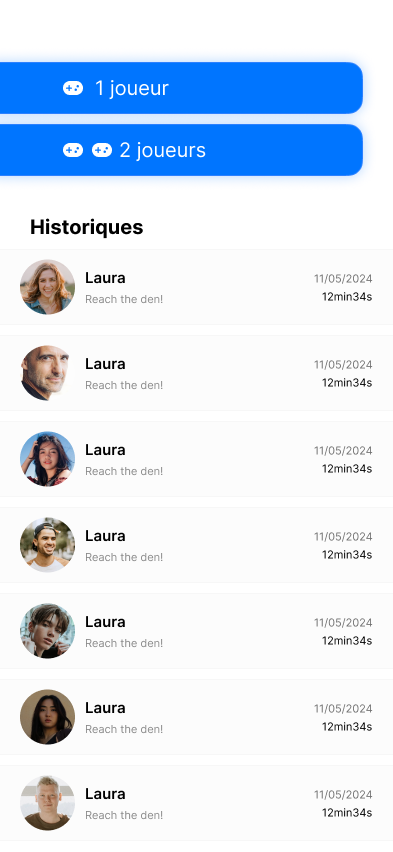 1 joueur
2 joueurs
Historiques
Laura
11/05/2024
Reach the den!
12min34s
Laura
11/05/2024
Reach the den!
12min34s
Laura
11/05/2024
Reach the den!
12min34s
Laura
11/05/2024
Reach the den!
12min34s
Laura
11/05/2024
Reach the den!
12min34s
Laura
11/05/2024
Reach the den!
12min34s
Laura
11/05/2024
Reach the den!
12min34s